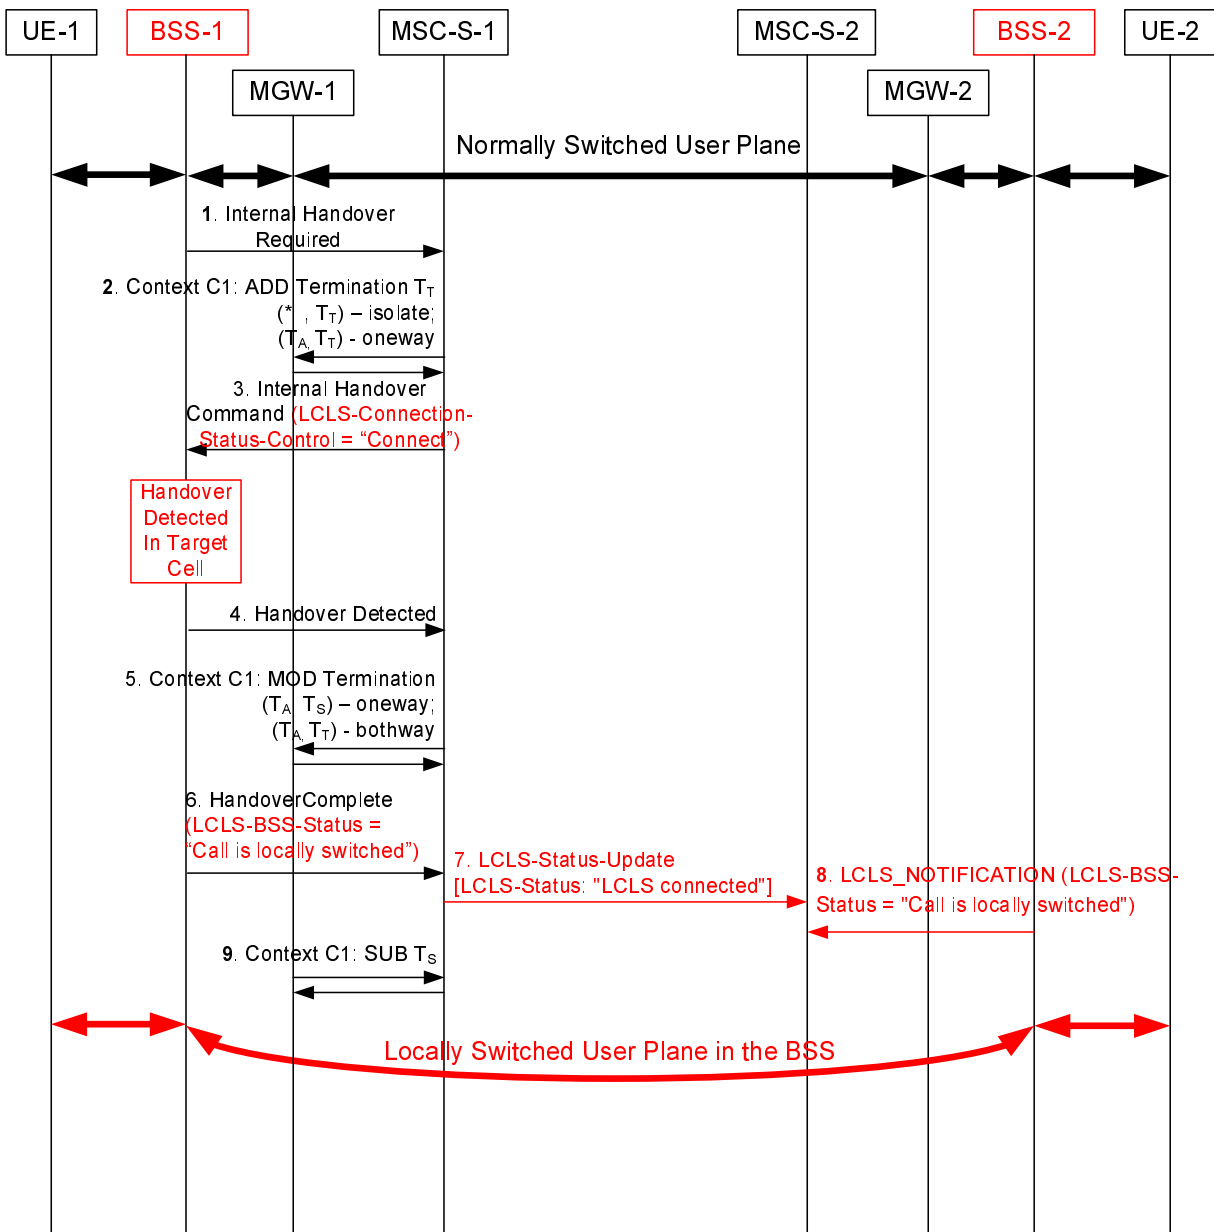 UE-1
BSS-1
MSC-S-1
MSC-S-2
BSS-2
UE-2
MGW-1
MGW-2
Normally Switched User Plane
1. Internal Handover
Required
2. Context C1: ADD Termination TT
(* , TT) – isolate;
(TA, TT) - oneway
3. Internal Handover
Command (LCLS-Connection-
Status-Control = “Connect”)
Handover
Detected
In Target
Cell
4. Handover Detected
5. Context C1: MOD Termination
(TA, TS) – oneway;
(TA, TT) - bothway
6. HandoverComplete
(LCLS-BSS-Status =
“Call is locally switched”)
7. LCLS-Status-Update
[LCLS-Status: "LCLS connected"]
8. LCLS_NOTIFICATION (LCLS-BSS-
Status = "Call is locally switched")
9. Context C1: SUB TS
Locally Switched User Plane in the BSS